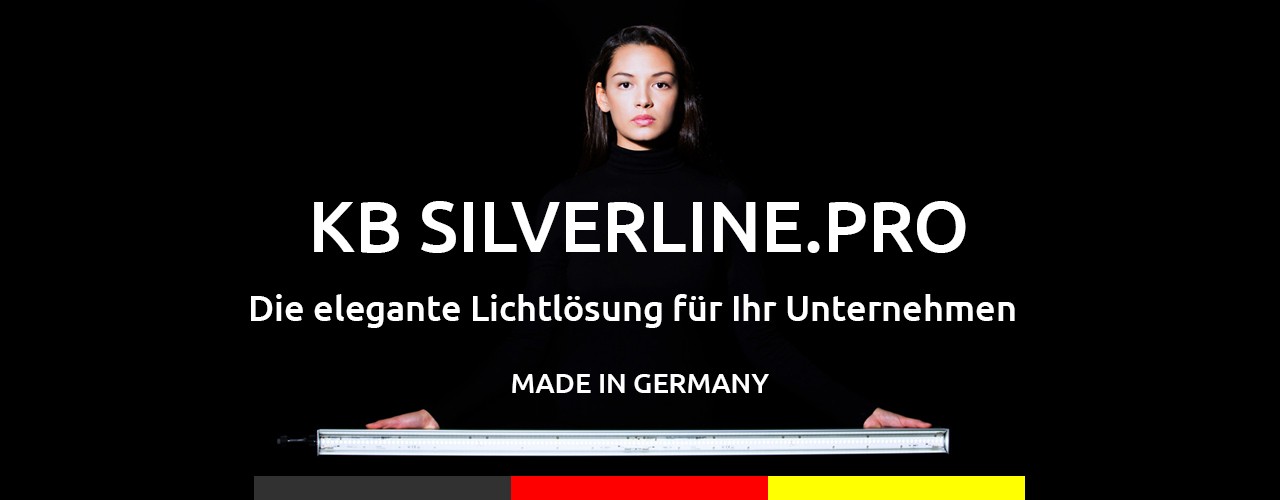 KB SILVERLINE.PRO
Die elegante Lichtlösung für Ihr Unternehmen
MADE IN GERMANY